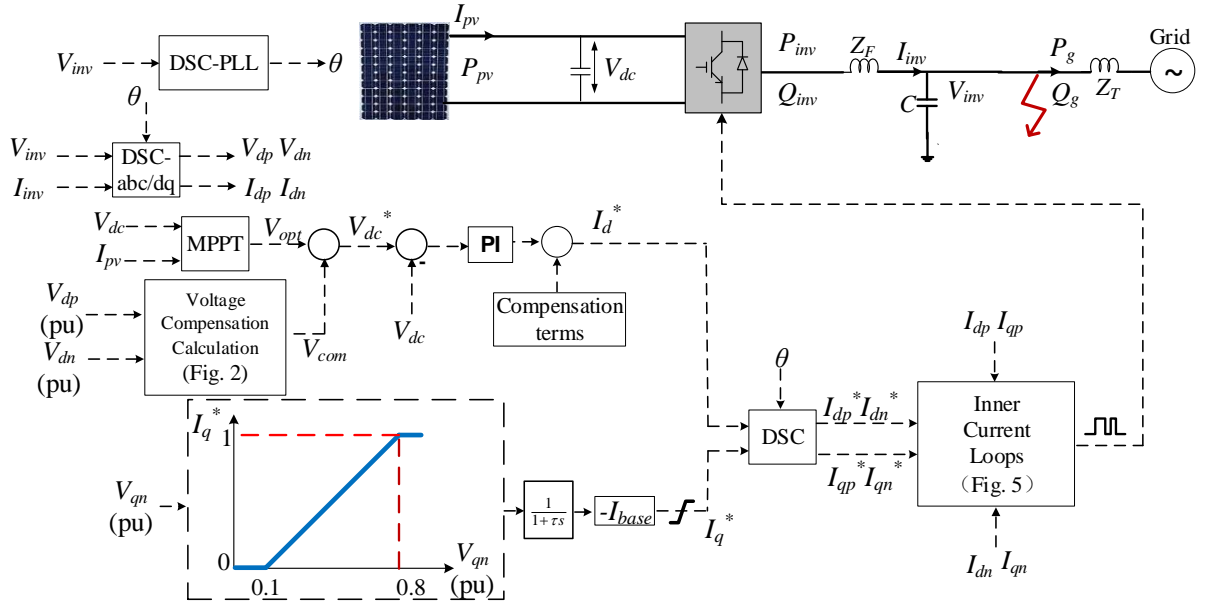 I_pv
Grid
V_inv
DSC-PLL
θ
P_pv
V_dc
P_inv
Q_inv
Z_F
I_inv
C
V_inv
P_g
Q_g
Z_T
~
θ
V_inv
I_inv
DSC-
abc/dq
V_dp V_dn
I_dp I_dn
V_dc
I_pv
MPPT
V_opt
V_dc*
-
PI
I_d*
Compensation
terms
V_dc
V_dp
(pu)
V_dn
(pu)
Voltage
Compensation
Calculation
(Fig. 2)
V_com
I_q*
1
0
0.1
0.8
V_qn
(pu)
V_qn
(pu)
1
1+τs
-I_base
I_q*
θ
DSC
I_dp*I_dn*
I_qp*I_qn*
I_dp I_qp
Inner
Current
Loops
(Fig. 5)
I_dn I_qn